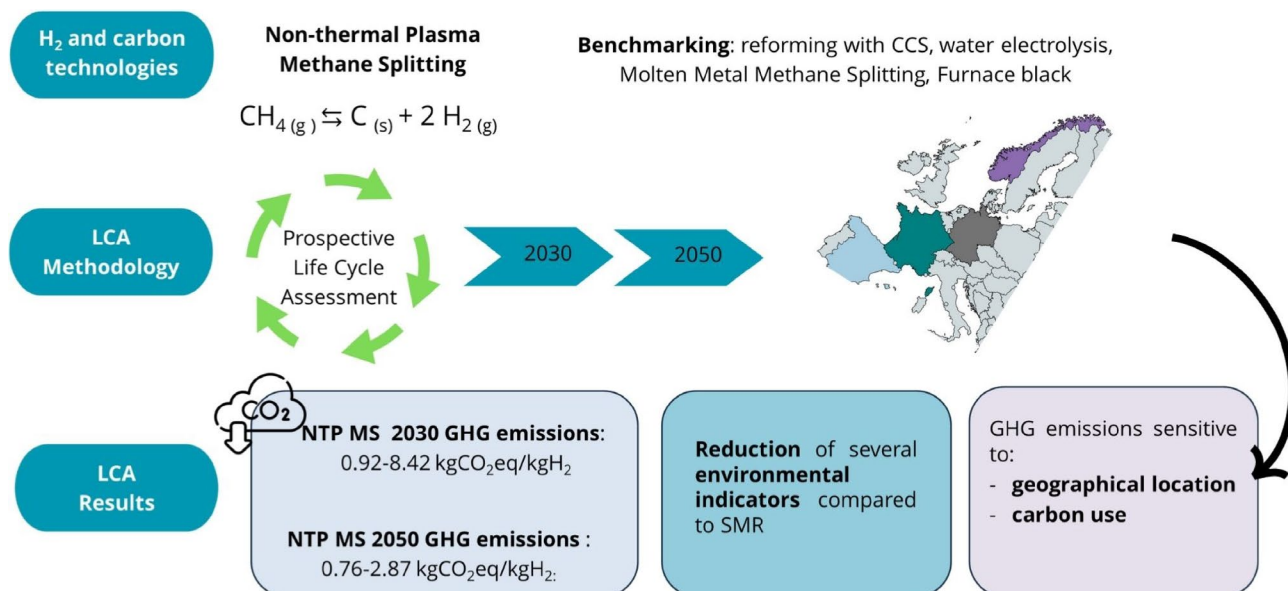 H₂ and carbon
technologies
Non-thermal Plasma
Methane Splitting
CH₄ (g) ⇆ C (s) + 2 H₂ (g)
Benchmarking: reforming with CCS, water electrolysis,
Molten Metal Methane Splitting, Furnace black
LCA
Methodology
Prospective
Life Cycle
Assessment
2030
2050
LCA
Results
CO₂
NTP MS 2030 GHG emissions:
0.92-8.42 kgCO₂eq/kgH₂
NTP MS 2050 GHG emissions :
0.76-2.87 kgCO₂eq/kgH₂:
Reduction of several
environmental
indicators compared
to SMR
GHG emissions sensitive
to:
- geographical location
- carbon use